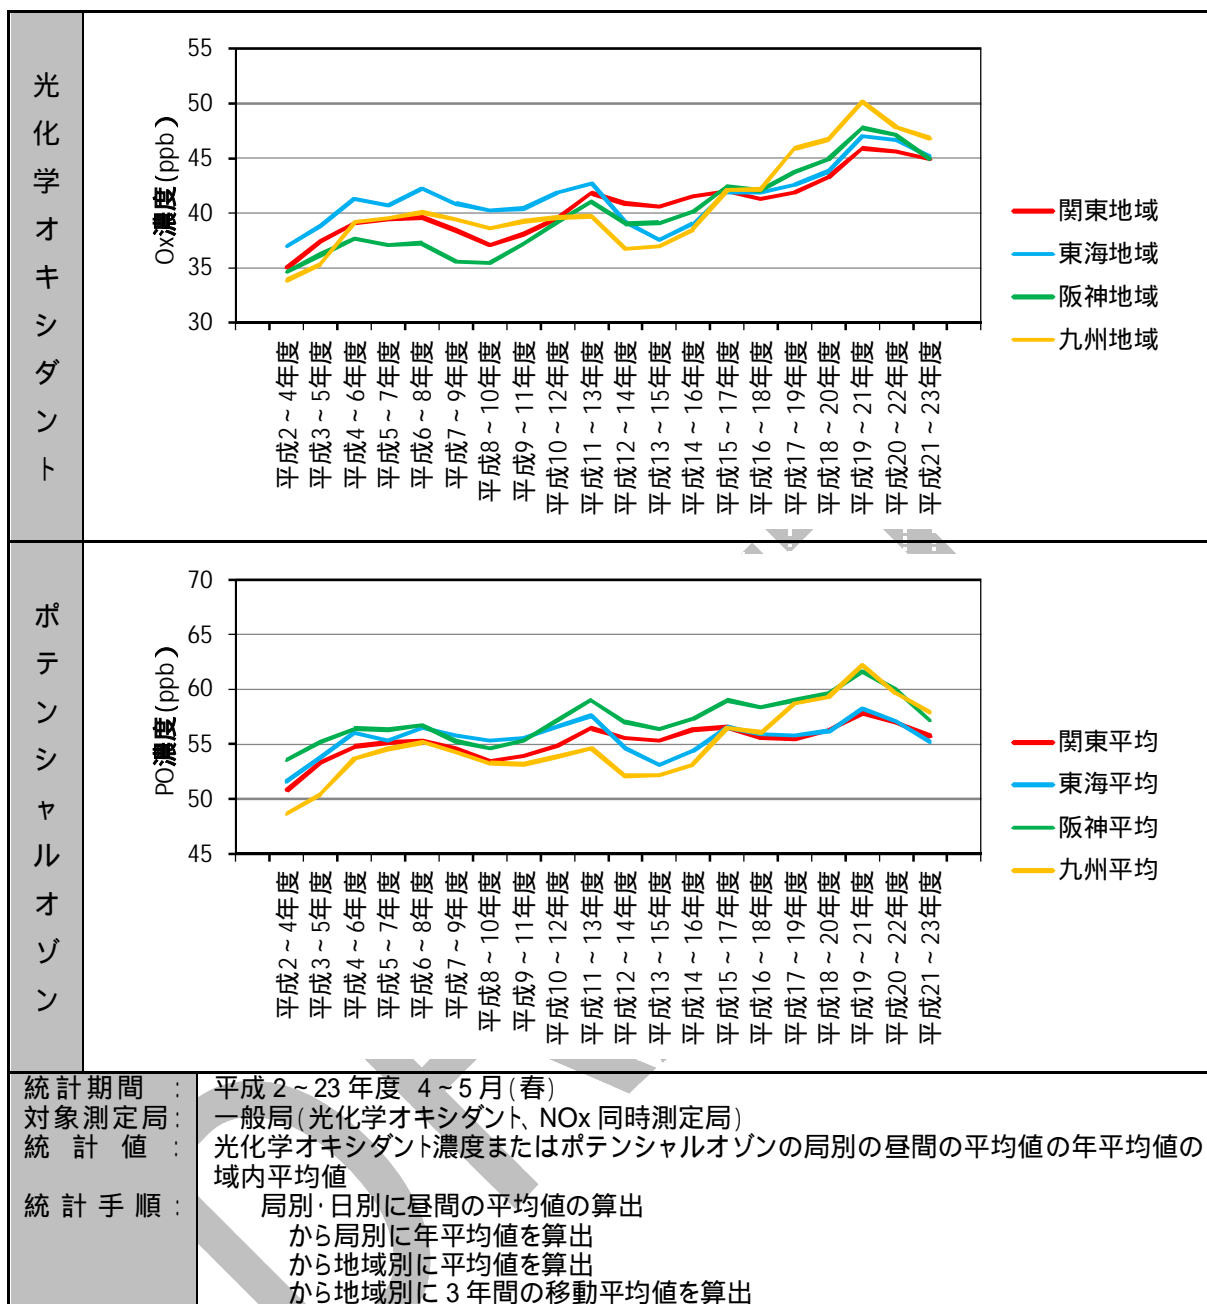 光化学オキシダント
Ox濃度(ppb)
55
50
45
40
35
30
平成2～4年度
平成3～5年度
平成4～6年度
平成5～7年度
平成6～8年度
平成7～9年度
平成8～10年度
平成9～11年度
平成10～12年度
平成11～13年度
平成12～14年度
平成13～15年度
平成14～16年度
平成15～17年度
平成16～18年度
平成17～19年度
平成18～20年度
平成19～21年度
平成20～22年度
平成21～23年度
関東地域
東海地域
阪神地域
九州地域
ポテンシャルオゾン
PO濃度(ppb)
70
65
60
55
50
45
平成2～4年度
平成3～5年度
平成4～6年度
平成5～7年度
平成6～8年度
平成7～9年度
平成8～10年度
平成9～11年度
平成10～12年度
平成11～13年度
平成12～14年度
平成13～15年度
平成14～16年度
平成15～17年度
平成16～18年度
平成17～19年度
平成18～20年度
平成19～21年度
平成20～22年度
平成21～23年度
関東平均
東海平均
阪神平均
九州平均
統計期間：平成2～23年度 4～5月(春)
対象測定局：一般局(光化学オキシダント、NOx同時測定局)
統計値：光化学オキシダント濃度またはポテンシャルオゾンの局別の昼間の平均値の年平均値の
域内平均値
統計手順：局別・日別に昼間の平均値の算出
から局別に年平均値を算出
から地域別に平均値を算出
から地域別に3年間の移動平均値を算出